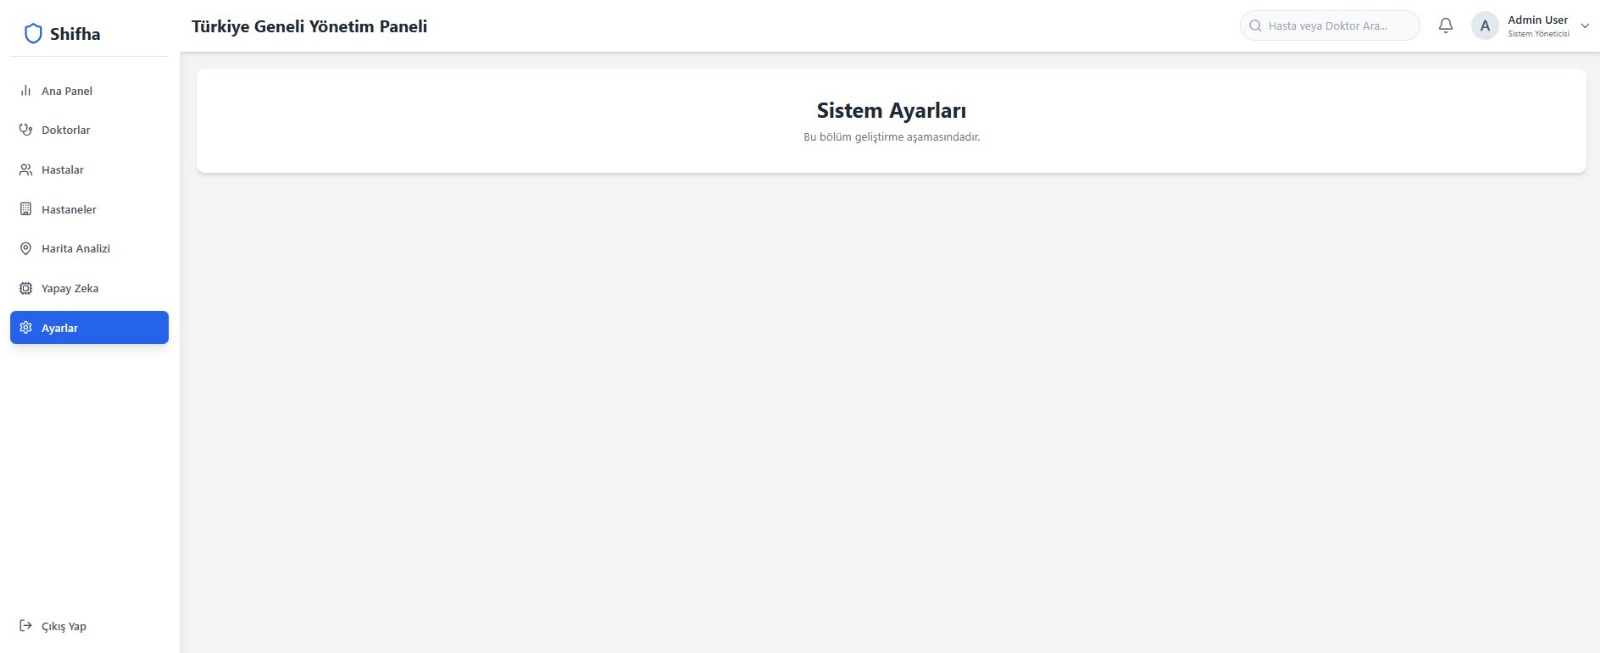 Shifha
Türkiye Geneli Yönetim Paneli
Hasta veya Doktor Ara...
A
Admin User
Sistem Yöneticisi
Ana Panel
Doktorlar
Hastalar
Hastaneler
Harita Analizi
Yapay Zeka
Ayarlar
Çıkış Yap
Sistem Ayarları
Bu bölüm geliştirme aşamasındadır.